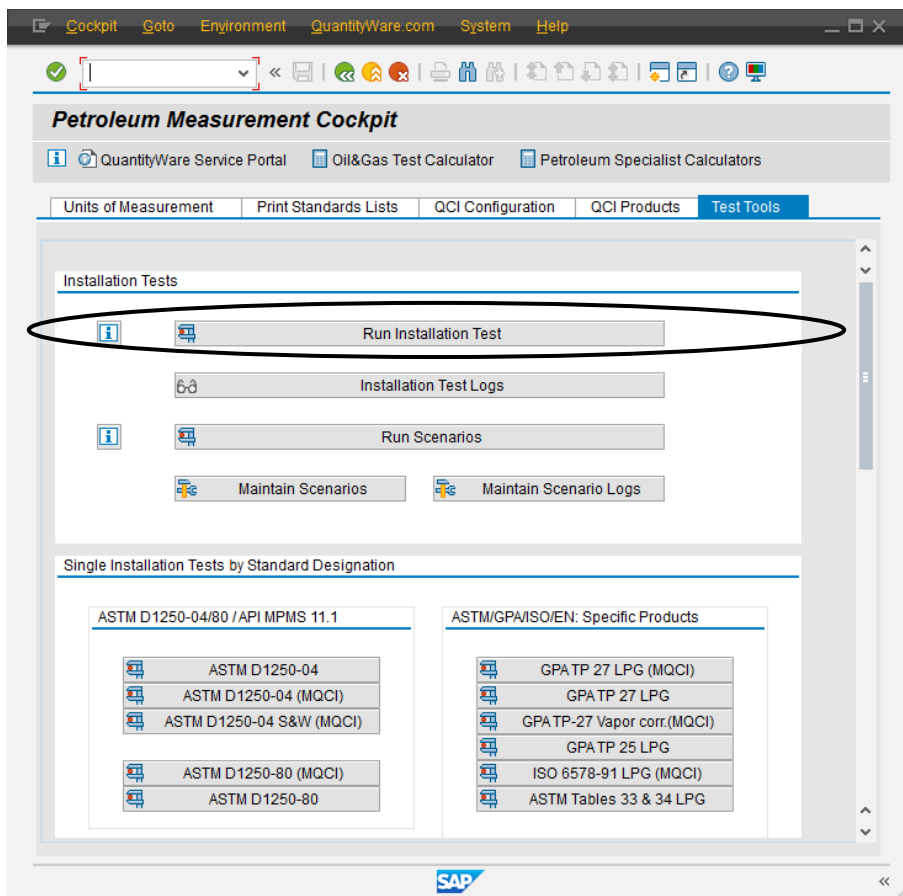 Cockpit Goto Environment QuantityWare.com System Help
Petroleum Measurement Cockpit
QuantityWare Service Portal Oil&Gas Test Calculator Petroleum Specialist Calculators
Units of Measurement Print Standards Lists QCI Configuration QCI Products Test Tools
Installation Tests
Run Installation Test
Installation Test Logs
Run Scenarios
Maintain Scenarios Maintain Scenario Logs
Single Installation Tests by Standard Designation
ASTM D1250-04/80 / API MPMS 11.1
ASTM D1250-04
ASTM D1250-04 (MQCI)
ASTM D1250-04 S&W (MQCI)
ASTM D1250-80 (MQCI)
ASTM D1250-80
ASTM/GPA/ISO/EN: Specific Products
GPA TP 27 LPG (MQCI)
GPA TP 27 LPG
GPA TP-27 Vapor corr.(MQCI)
GPA TP 25 LPG
ISO 6578-91 LPG (MQCI)
ASTM Tables 33 & 34 LPG
SAP